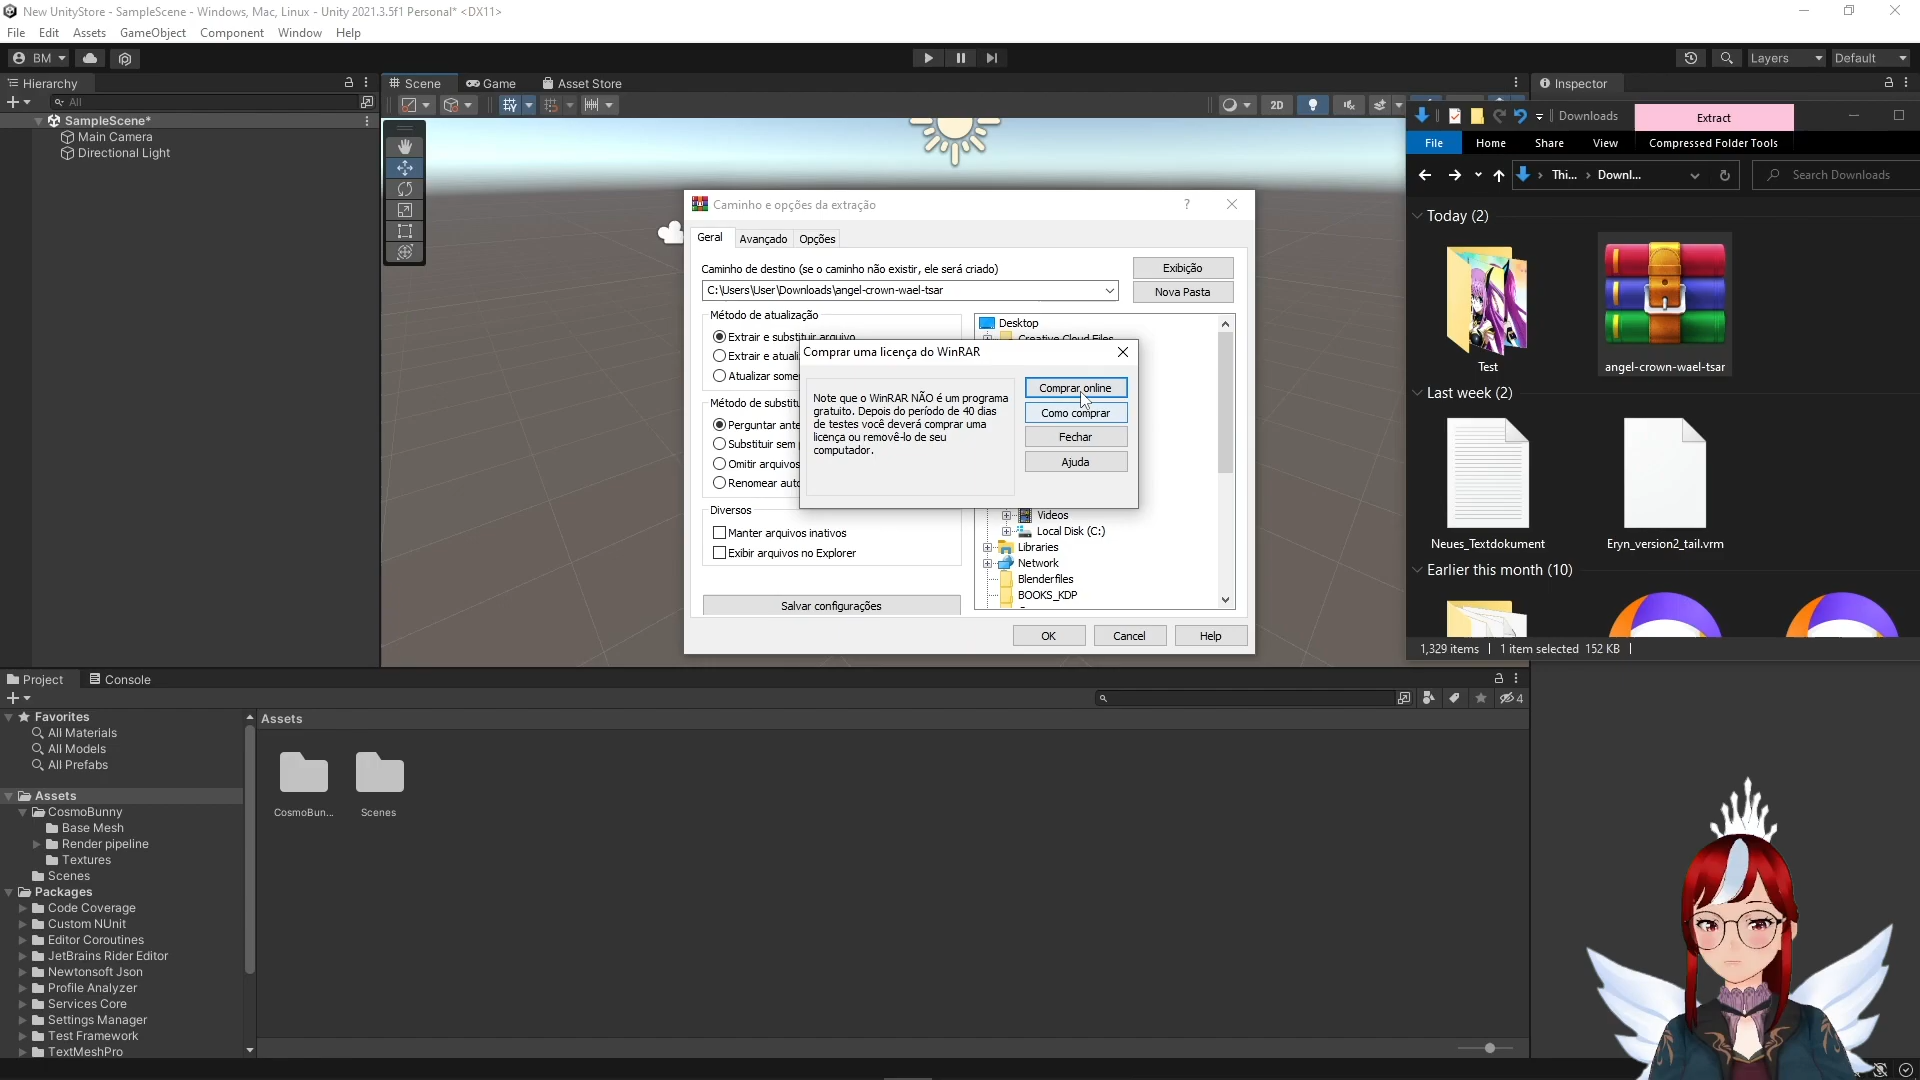 New UnityStore - SampleScene - Windows, Mac, Linux - Unity 2021.3.5f1 Personal* <DX11>
File Edit Assets GameObject Component Window Help
BM
Layers
Default
Hierarchy
All
SampleScene*
Main Camera
Directional Light
Scene
Game
Asset Store
2D
Inspector
Caminho e opções da extração
?
Geral
Avançado
Opções
Caminho de destino (se o caminho não existir, ele será criado)
C:\Users\User\Downloads\angel-crown-wael-tsar
Exibição
Nova Pasta
Método de atualização
Extrair e substituir arquivo
Extrair e atuali
Atualizar some
Método de substitu
Perguntar ante
Substituir sem
Omitir arquivos
Renomear auto
Diversos
Manter arquivos inativos
Exibir arquivos no Explorer
Salvar configurações
Desktop
Creative Cloud Files
Videos
Local Disk (C:)
Libraries
Network
Blenderfiles
BOOKS_KDP
OK
Cancel
Help
Comprar uma licença do WinRAR
Note que o WinRAR NÃO é um programa
gratuito. Depois do período de 40 dias
de testes você deverá comprar uma
licença ou removê-lo de seu
computador.
Comprar online
Como comprar
Fechar
Ajuda
Downloads
Extract
File
Home
Share
View
Compressed Folder Tools
Thi...
Downl...
Search Downloads
Today (2)
Test
angel-crown-wael-tsar
Last week (2)
Neues_Textdokument
Eryn_version2_tail.vrm
Earlier this month (10)
1,329 items
1 item selected 152 KB
Project
Console
4
Favorites
All Materials
All Models
All Prefabs
Assets
CosmoBunny
Base Mesh
Render pipeline
Textures
Scenes
Packages
Code Coverage
Custom NUnit
Editor Coroutines
JetBrains Rider Editor
Newtonsoft Json
Profile Analyzer
Services Core
Settings Manager
Test Framework
TextMeshPro
Assets
CosmoBun...
Scenes